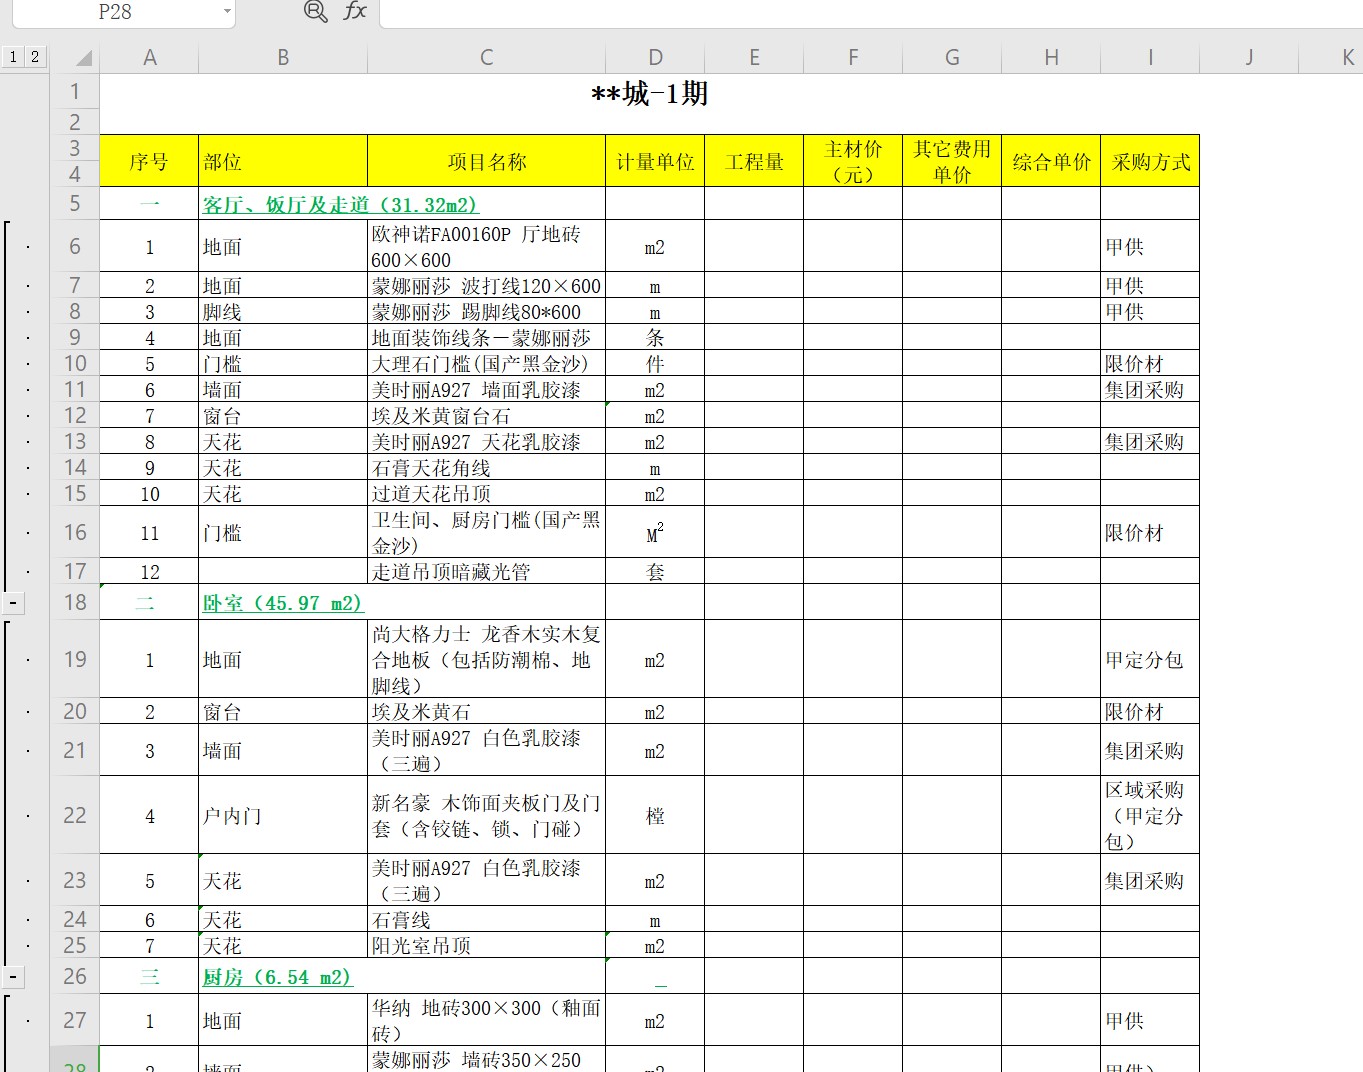 P28 fx
1 2 A B C D E F G H I J K
1 **城-1期
2
3 4 序号 部位 项目名称 计量单位 工程量 主材价（元） 其它费用单价 综合单价 采购方式
5 一 客厅、饭厅及走道（31.32m2）
6 1 地面 欧神诺FA00160P 厅地砖600×600 m2 甲供
7 2 地面 蒙娜丽莎 波打线120×600 m 甲供
8 3 脚线 蒙娜丽莎 踢脚线80*600 m 甲供
9 4 地面 地面装饰线条－蒙娜丽莎 条
10 5 门槛 大理石门槛(国产黑金沙) 件 限价材
11 6 墙面 美时丽A927 墙面乳胶漆 m2 集团采购
12 7 窗台 埃及米黄窗台石 m2
13 8 天花 美时丽A927 天花乳胶漆 m2 集团采购
14 9 天花 石膏天花角线 m
15 10 天花 过道天花吊顶 m2
16 11 门槛 卫生间、厨房门槛(国产黑金沙) M² 限价材
17 12 走道吊顶暗藏光管 套
18 二 卧室（45.97 m2）
19 1 地面 尚大格力士 龙香木实木复合地板（包括防潮棉、地脚线） m2 甲定分包
20 2 窗台 埃及米黄石 m2 限价材
21 3 墙面 美时丽A927 白色乳胶漆（三遍） m2 集团采购
22 4 户内门 新名豪 木饰面夹板门及门套（含铰链、锁、门碰） 樘 区域采购（甲定分包）
23 5 天花 美时丽A927 白色乳胶漆（三遍） m2 集团采购
24 6 天花 石膏线 m
25 7 天花 阳光室吊顶 m2
26 三 厨房（6.54 m2）
27 1 地面 华纳 地砖300×300（釉面砖） m2 甲供
28 2 墙面 蒙娜丽莎 墙砖350×250 m2 甲供）